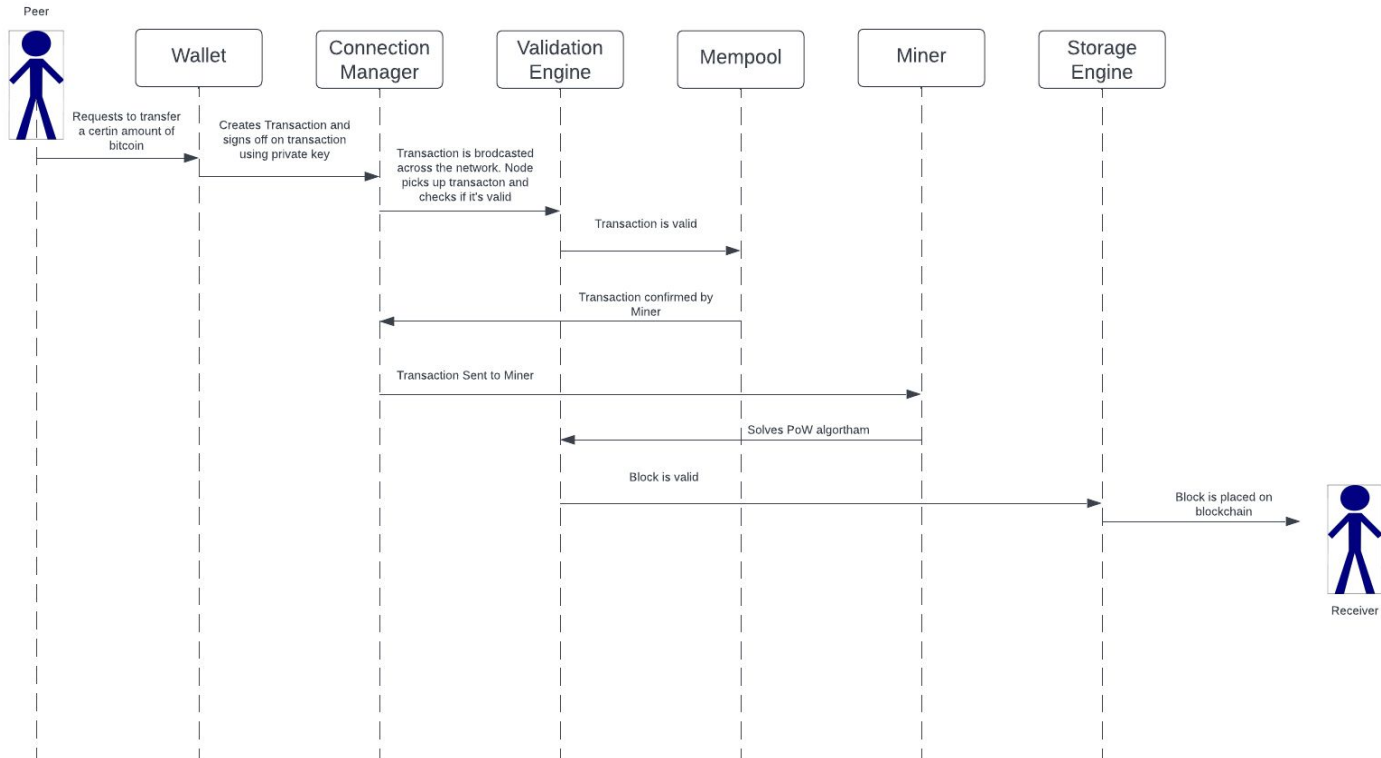 Peer
Wallet
Connection
Manager
Validation
Engine
Mempool
Miner
Storage
Engine
Requests to transfer
a certin amount of
bitcoin
Creates Transaction and
signs off on transaction
using private key
Transaction is brodcasted
across the network. Node
picks up transacton and
checks if it's valid
Transaction is valid
Transaction confirmed by
Miner
Transaction Sent to Miner
Solves PoW algortham
Block is valid
Block is placed on
blockchain
Receiver